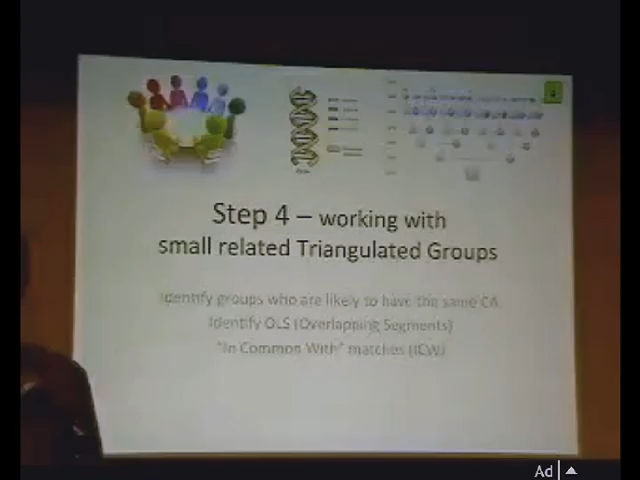 Step 4 – working with
small related Triangulated Groups
Identify groups who are likely to have the same CA
Identify OLS (Overlapping Segments)
"In Common With" matches (ICW)
Ad